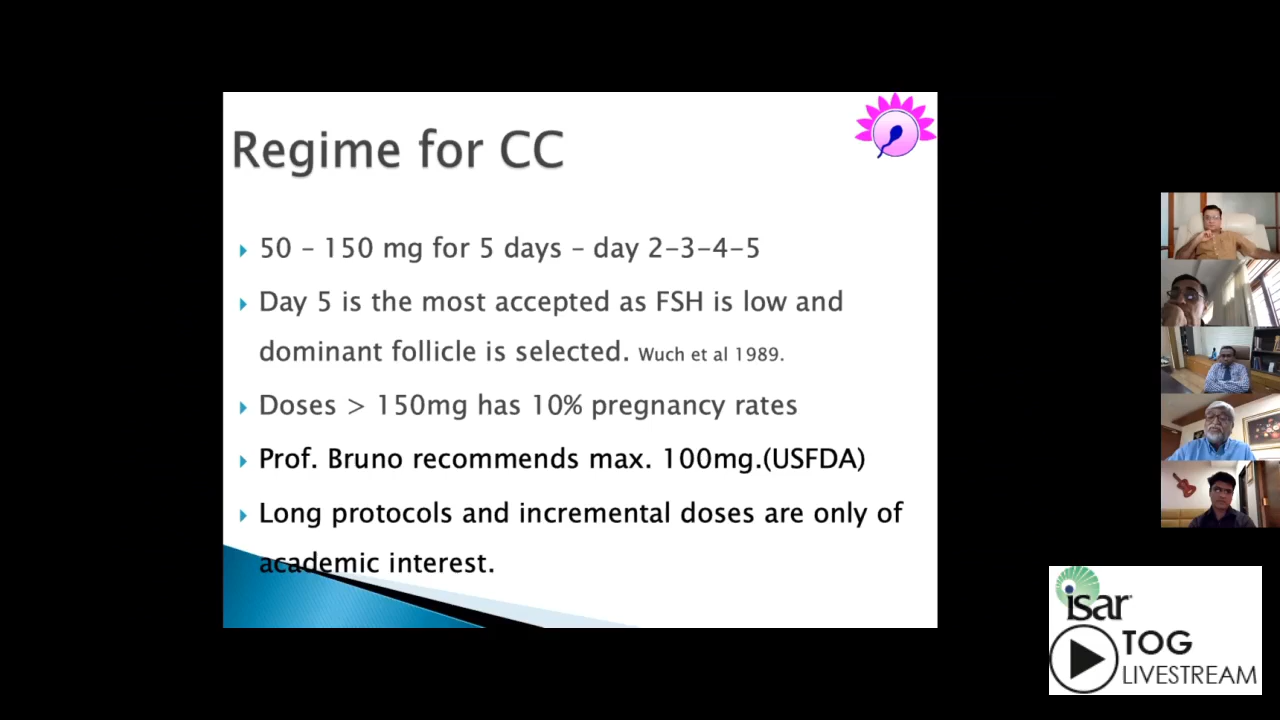 Regime for CC
50 – 150 mg for 5 days – day 2-3-4-5
Day 5 is the most accepted as FSH is low and
dominant follicle is selected. Wuch et al 1989.
Doses > 150mg has 10% pregnancy rates
Prof. Bruno recommends max. 100mg.(USFDA)
Long protocols and incremental doses are only of
academic interest.
isar
TOG
LIVESTREAM